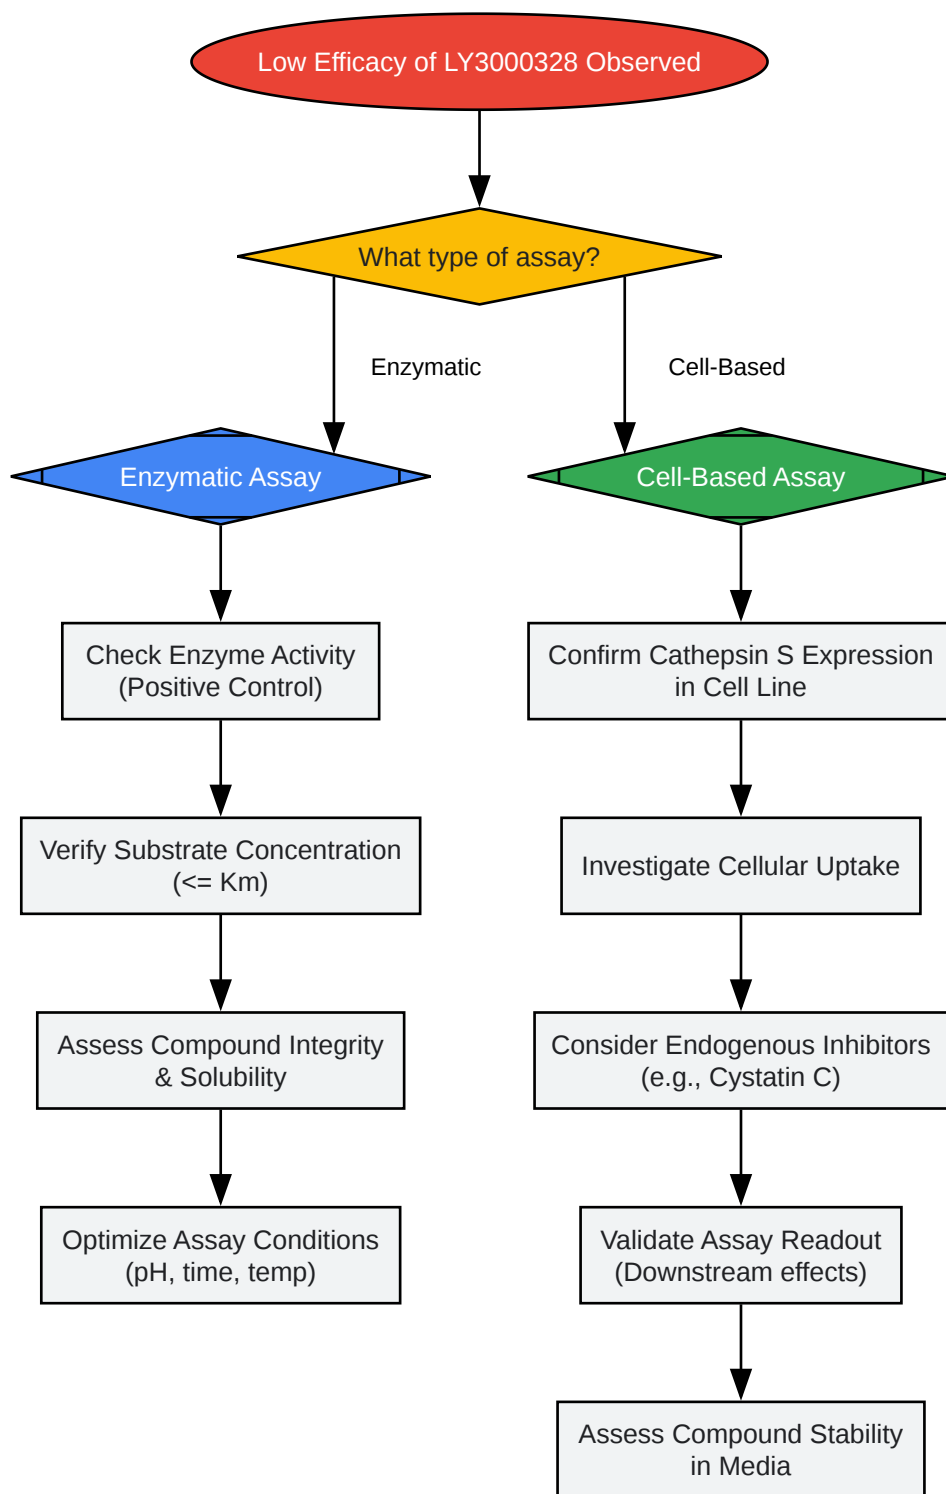 Low Efficacy of LY3000328 Observed
What type of assay?
Enzymatic
Cell-Based
Enzymatic Assay
Cell-Based Assay
Check Enzyme Activity
(Positive Control)
Confirm Cathepsin S Expression
in Cell Line
Verify Substrate Concentration
(<= Km)
Investigate Cellular Uptake
Assess Compound Integrity
& Solubility
Consider Endogenous Inhibitors
(e.g., Cystatin C)
Optimize Assay Conditions
(pH, time, temp)
Validate Assay Readout
(Downstream effects)
Assess Compound Stability
in Media